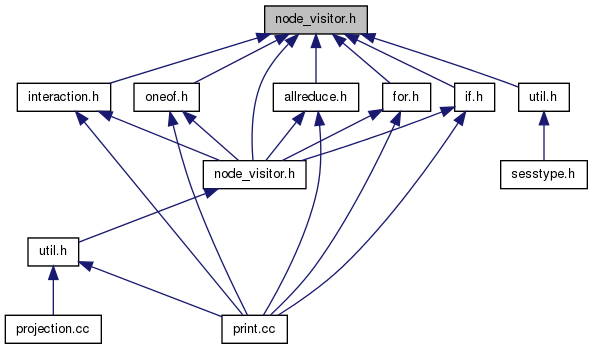 node_visitor.h
interaction.h
oneof.h
allreduce.h
for.h
if.h
util.h
node_visitor.h
sesstype.h
util.h
projection.cc
print.cc